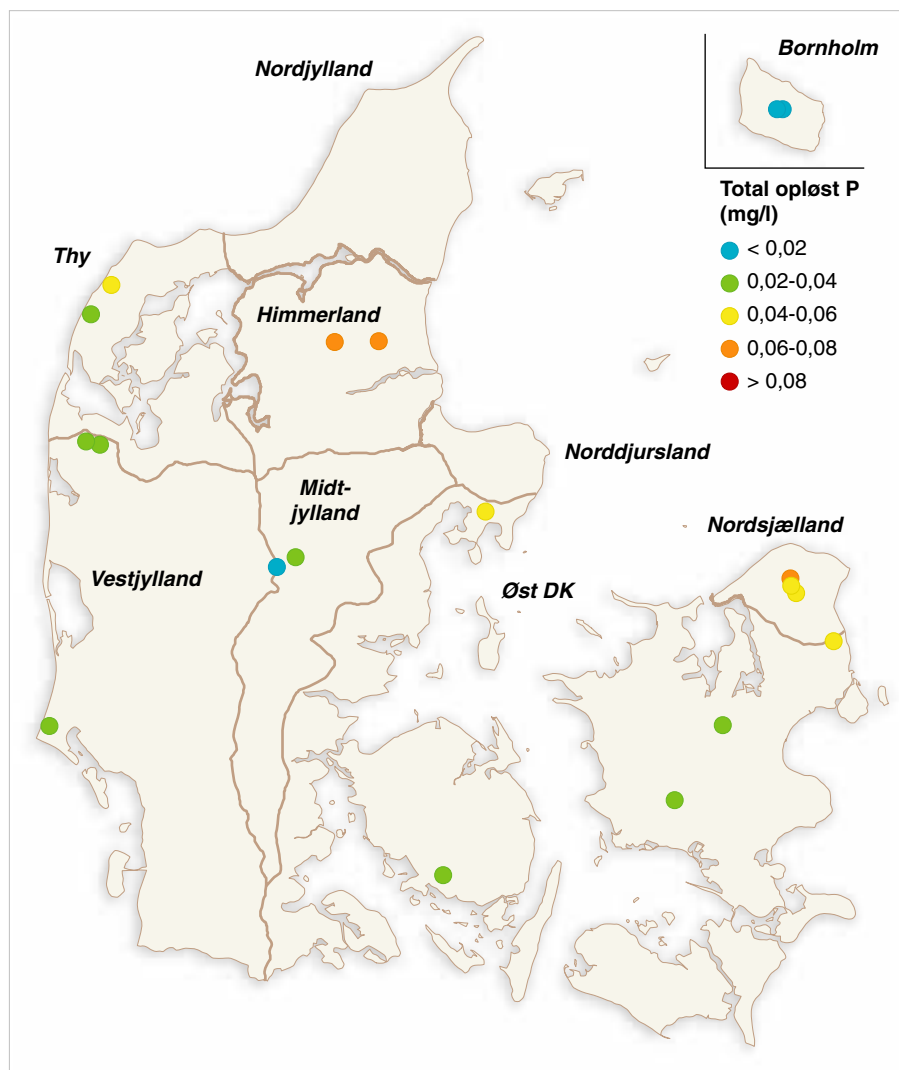 Bornholm
Nordjylland
Total opløst P
(mg/l)
< 0,02
0,02-0,04
0,04-0,06
0,06-0,08
> 0,08
Thy
Himmerland
Norddjursland
Midt-
jylland
Nordsjælland
Vestjylland
Øst DK